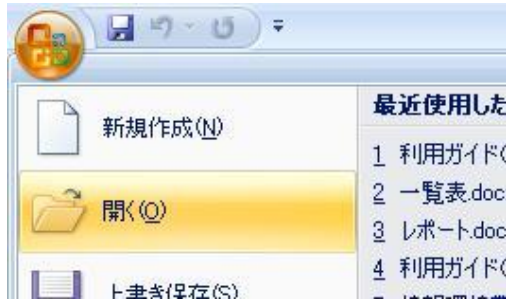 新規作成(N)
開く(O)
上書き保存(S)
最近使用した
1 利用ガイド(
2 一覧表.doc
3 レポート.doc
4 利用ガイド(